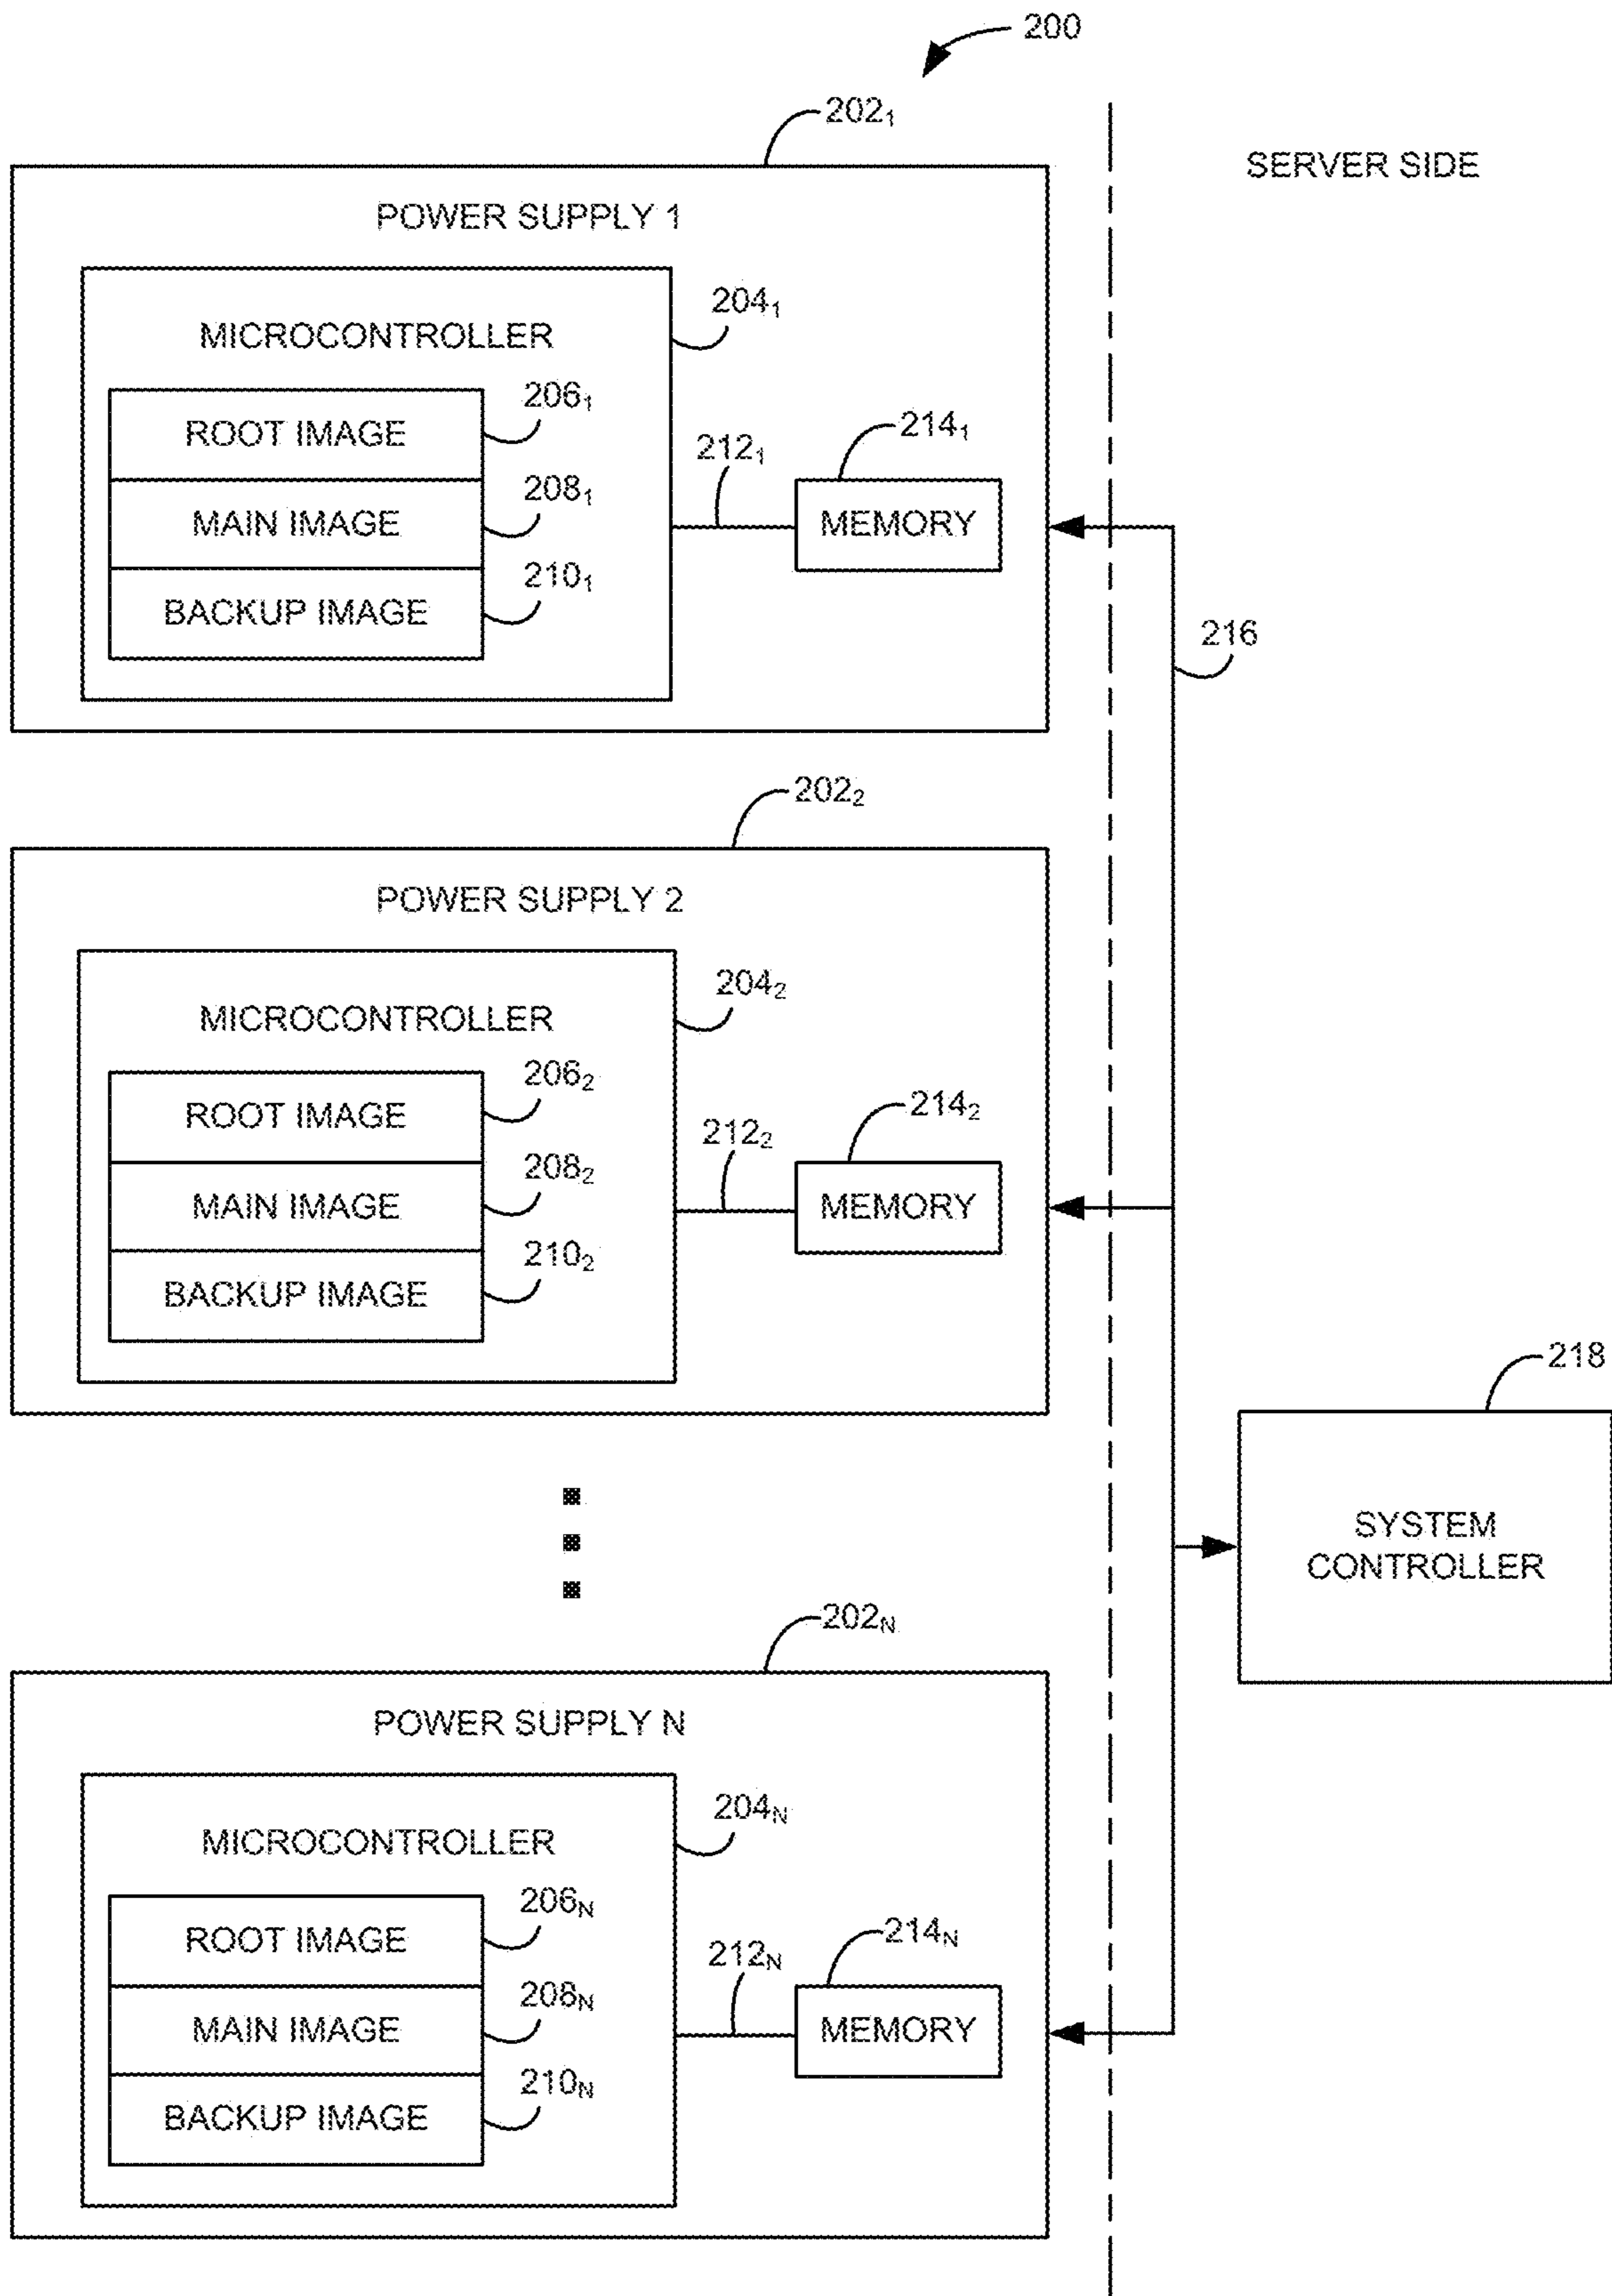 200
202₁
SERVER SIDE
POWER SUPPLY 1
204₁
MICROCONTROLLER
206₁
ROOT IMAGE
214₁
212₁
208₁
MAIN IMAGE
MEMORY
210₁
BACKUP IMAGE
216
202₂
POWER SUPPLY 2
204₂
MICROCONTROLLER
206₂
ROOT IMAGE
214₂
212₂
208₂
MAIN IMAGE
MEMORY
210₂
BACKUP IMAGE
218
SYSTEM
CONTROLLER
202N
POWER SUPPLY N
204N
MICROCONTROLLER
206N
ROOT IMAGE
214N
212N
208N
MAIN IMAGE
MEMORY
210N
BACKUP IMAGE